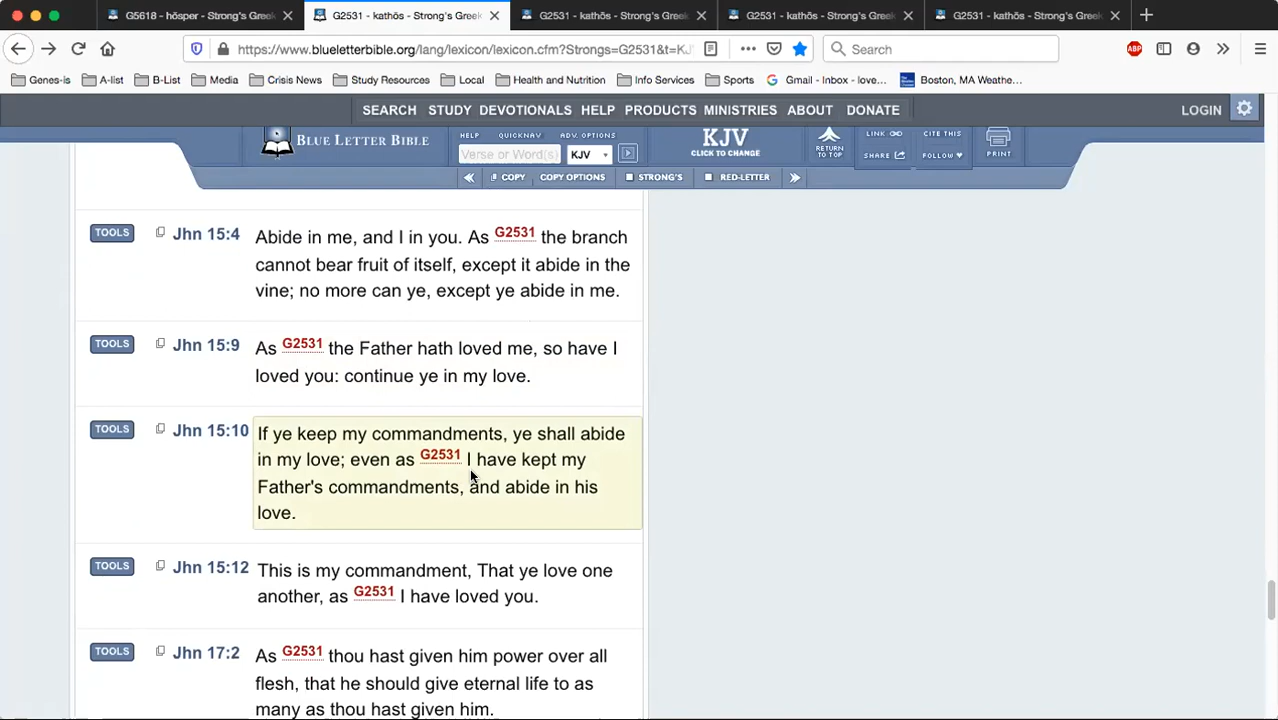 G5618 - hōsper - Strong's Greek
G2531 - kathōs - Strong's Greek
G2531 - kathōs - Strong's Greek
G2531 - kathōs - Strong's Greek
G2531 - kathōs - Strong's Greek
https://www.blueletterbible.org/lang/lexicon/lexicon.cfm?Strongs=G2531&t=KJ
Search
ABP
Genes-is
A-list
B-List
Media
Crisis News
Study Resources
Local
Health and Nutrition
Info Services
Sports
Gmail - Inbox - love...
Boston, MA Weathe...
SEARCH STUDY DEVOTIONALS HELP PRODUCTS MINISTRIES ABOUT DONATE
LOGIN
BLUE LETTER BIBLE
HELP QUICKNAV ADV. OPTIONS
Verse or Word(s)
KJV
KJV
CLICK TO CHANGE
RETURN
TO TOP
LINK
SHARE
CITE THIS
FOLLOW
PRINT
COPY COPY OPTIONS STRONG'S RED-LETTER
TOOLS Jhn 15:4 Abide in me, and I in you. As G2531 the branch
cannot bear fruit of itself, except it abide in the
vine; no more can ye, except ye abide in me.
TOOLS Jhn 15:9 As G2531 the Father hath loved me, so have I
loved you: continue ye in my love.
TOOLS Jhn 15:10 If ye keep my commandments, ye shall abide
in my love; even as G2531 I have kept my
Father's commandments, and abide in his
love.
TOOLS Jhn 15:12 This is my commandment, That ye love one
another, as G2531 I have loved you.
TOOLS Jhn 17:2 As G2531 thou hast given him power over all
flesh, that he should give eternal life to as
many as thou hast given him.